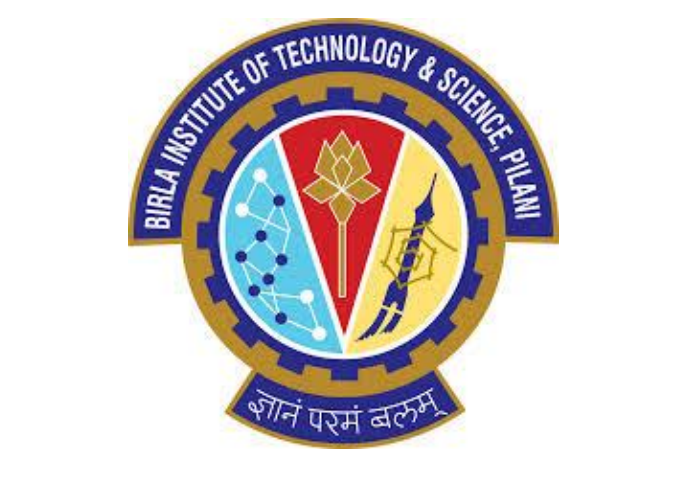 BIRLA INSTITUTE OF TECHNOLOGY & SCIENCE, PILANI
ज्ञानं परमं बलम्